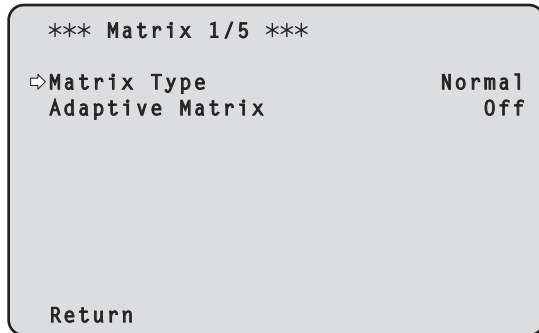 *** Matrix 1/5 ***
⇨Matrix Type Normal
Adaptive Matrix Off
Return